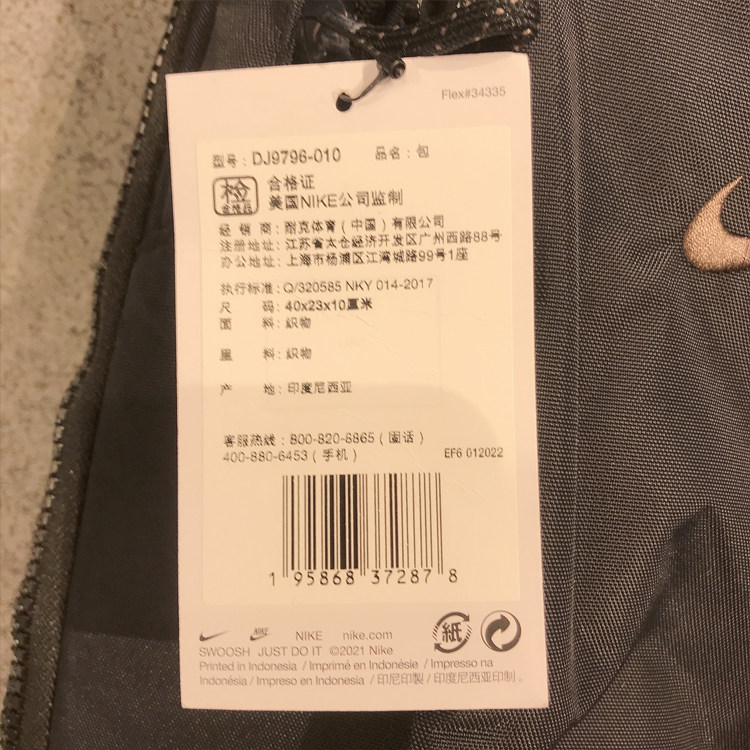 Flex#34335
型号：DJ9796-010 品名：包
检
合格品
合格证
美国NIKE公司监制
经 销 商：耐克体育（中国）有限公司
注册地址：江苏省太仓经济开发区广州西路88号
办公地址：上海市杨浦区江湾城路99号1座
执行标准：Q/320585 NKY 014-2017
尺 码：40x23x10厘米
面 料：织物
里 料：织物
产 地：印度尼西亚
客服热线：800-820-8865（固话）
400-880-6453（手机） EF6 012022
1 95868 37287 8
NIKE NIKE nike.com
SWOOSH JUST DO IT ©2021 Nike
Printed in Indonesia / Imprimé en Indonésie / Impresso na
Indonésia / Impreso en Indonesia / 印尼印製 / 印度尼西亚印制。
紙